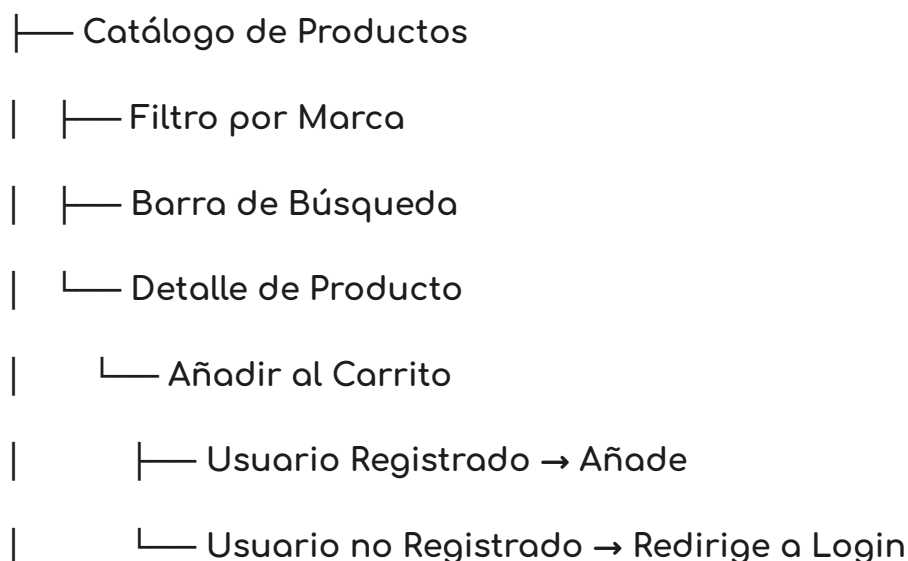 ├── Catálogo de Productos
│   ├── Filtro por Marca
│   ├── Barra de Búsqueda
│   └── Detalle de Producto
│       └── Añadir al Carrito
│           ├── Usuario Registrado → Añade
│           └── Usuario no Registrado → Redirige a Login